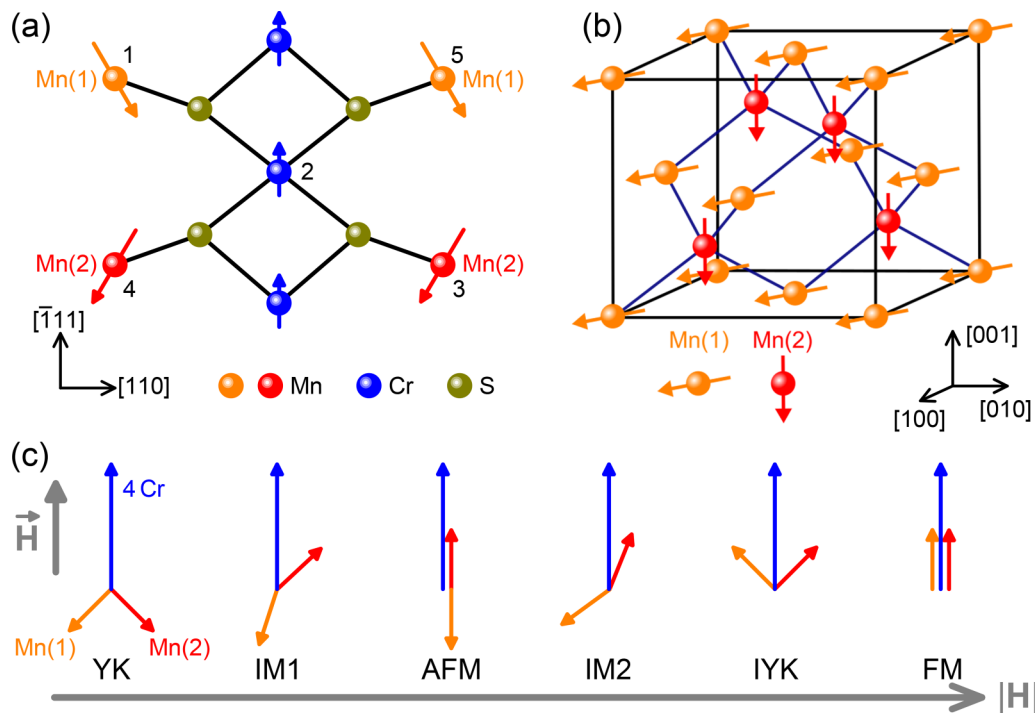 (a)
1
Mn(1)
5
Mn(1)
2
Mn(2)
4
Mn(2)
3
[1̄11]
[110]
Mn
Cr
S
(b)
Mn(1)
Mn(2)
[001]
[010]
[100]
(c)
H⃗
4 Cr
Mn(1)
Mn(2)
YK
IM1
AFM
IM2
IYK
FM
|H|